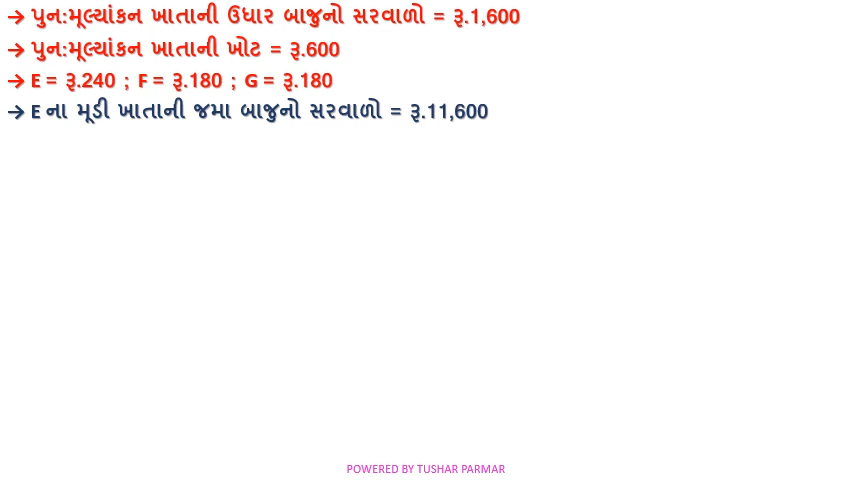 → પુન:મૂલ્યાંકન ખાતાની ઉધાર બાજુનો સરવાળો = રૂ.1,600
→ પુન:મૂલ્યાંકન ખાતાની ખોટ = રૂ.600
→ E = રૂ.240 ; F = રૂ.180 ; G = રૂ.180
→ E ના મૂડી ખાતાની જમા બાજુનો સરવાળો = રૂ.11,600
POWERED BY TUSHAR PARMAR